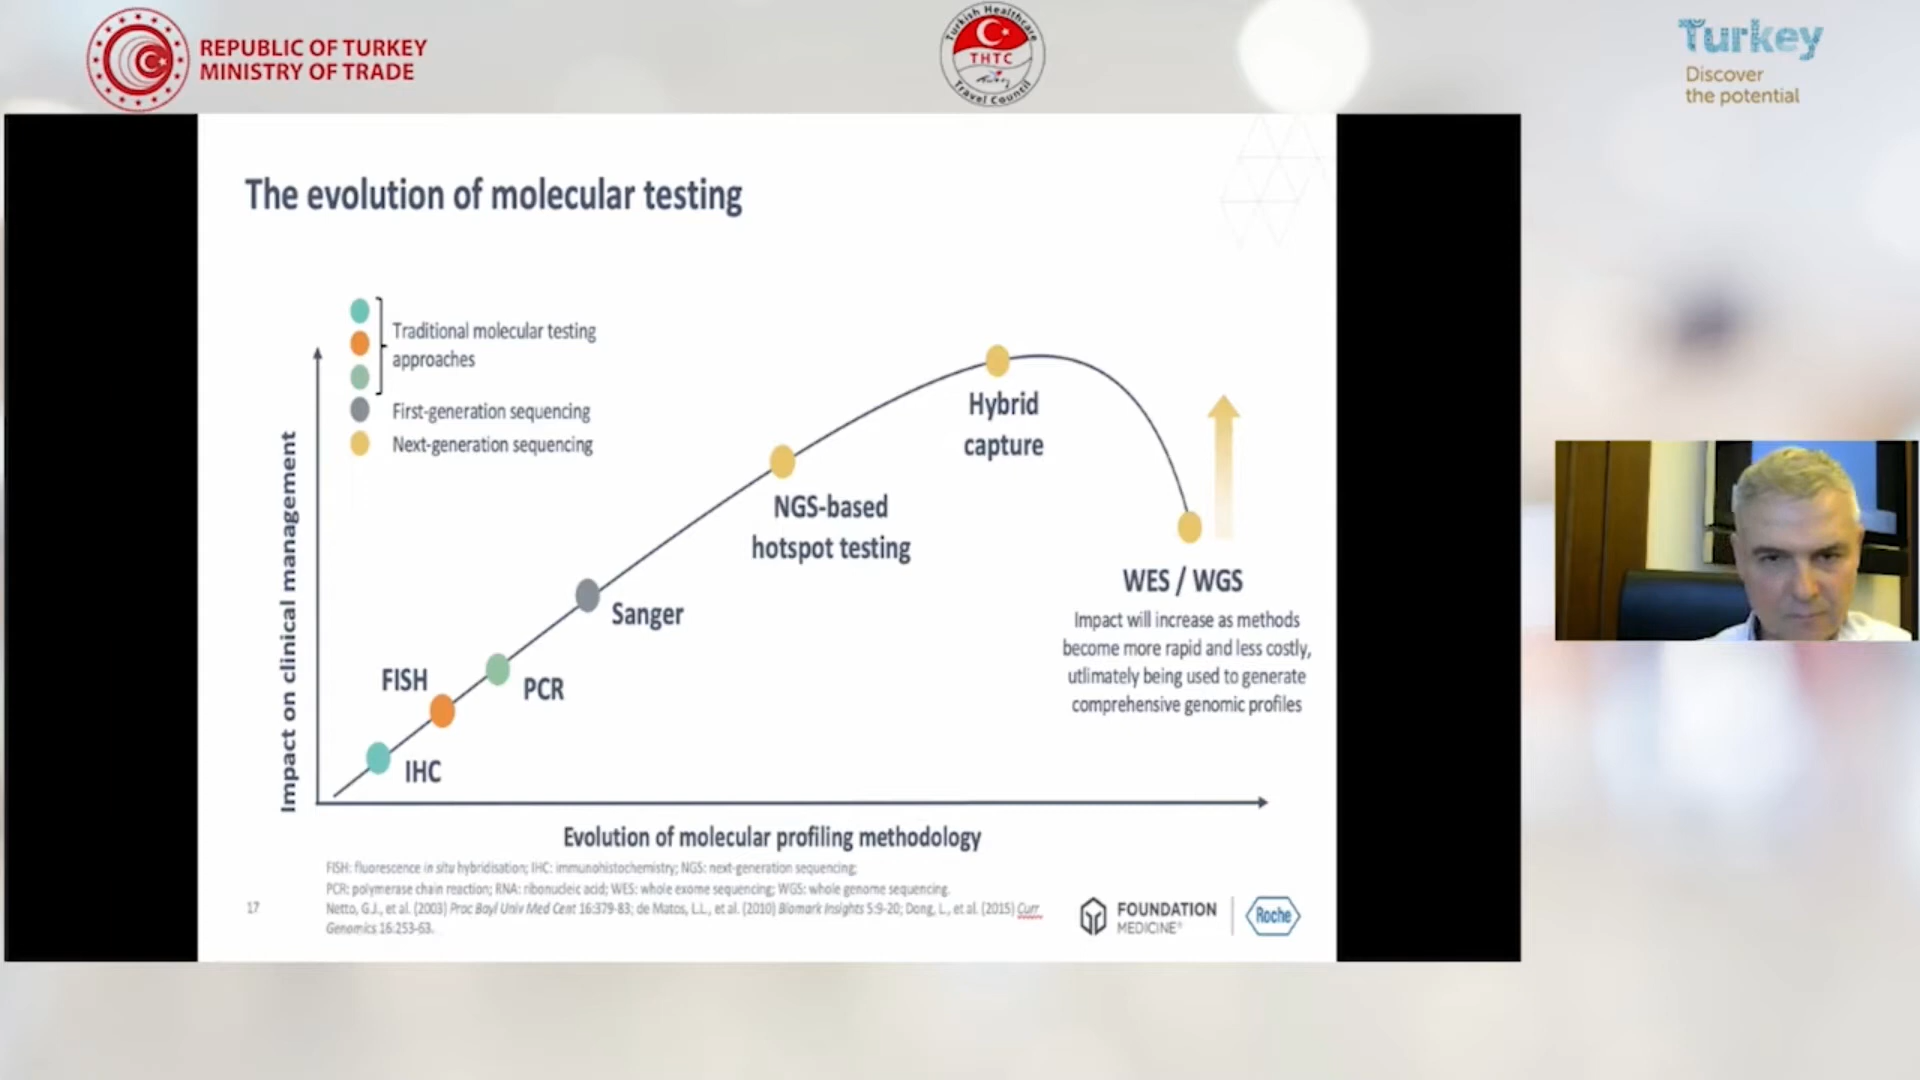 REPUBLIC OF TURKEY
MINISTRY OF TRADE
Turkish Healthcare
THTC
Travel Council
Turkey
Discover
the potential
The evolution of molecular testing
Traditional molecular testing
approaches
First-generation sequencing
Next-generation sequencing
Impact on clinical management
Hybrid
capture
NGS-based
hotspot testing
WES / WGS
Impact will increase as methods
become more rapid and less costly,
utlimately being used to generate
comprehensive genomic profiles
Sanger
FISH
PCR
IHC
Evolution of molecular profiling methodology
FISH: fluorescence in situ hybridisation; IHC: immunohistochemistry; NGS: next-generation sequencing;
PCR: polymerase chain reaction; RNA: ribonucleic acid; WES: whole exome sequencing; WGS: whole genome sequencing.
Netto, G.J., et al. (2003) Proc Bayl Univ Med Cent 16:379-83; de Matos, L.L., et al. (2010) Biomark Insights 5:9-20; Dong, L., et al. (2015) Curr
Genomics 16:253-63.
17
FOUNDATION
MEDICINE®
Roche